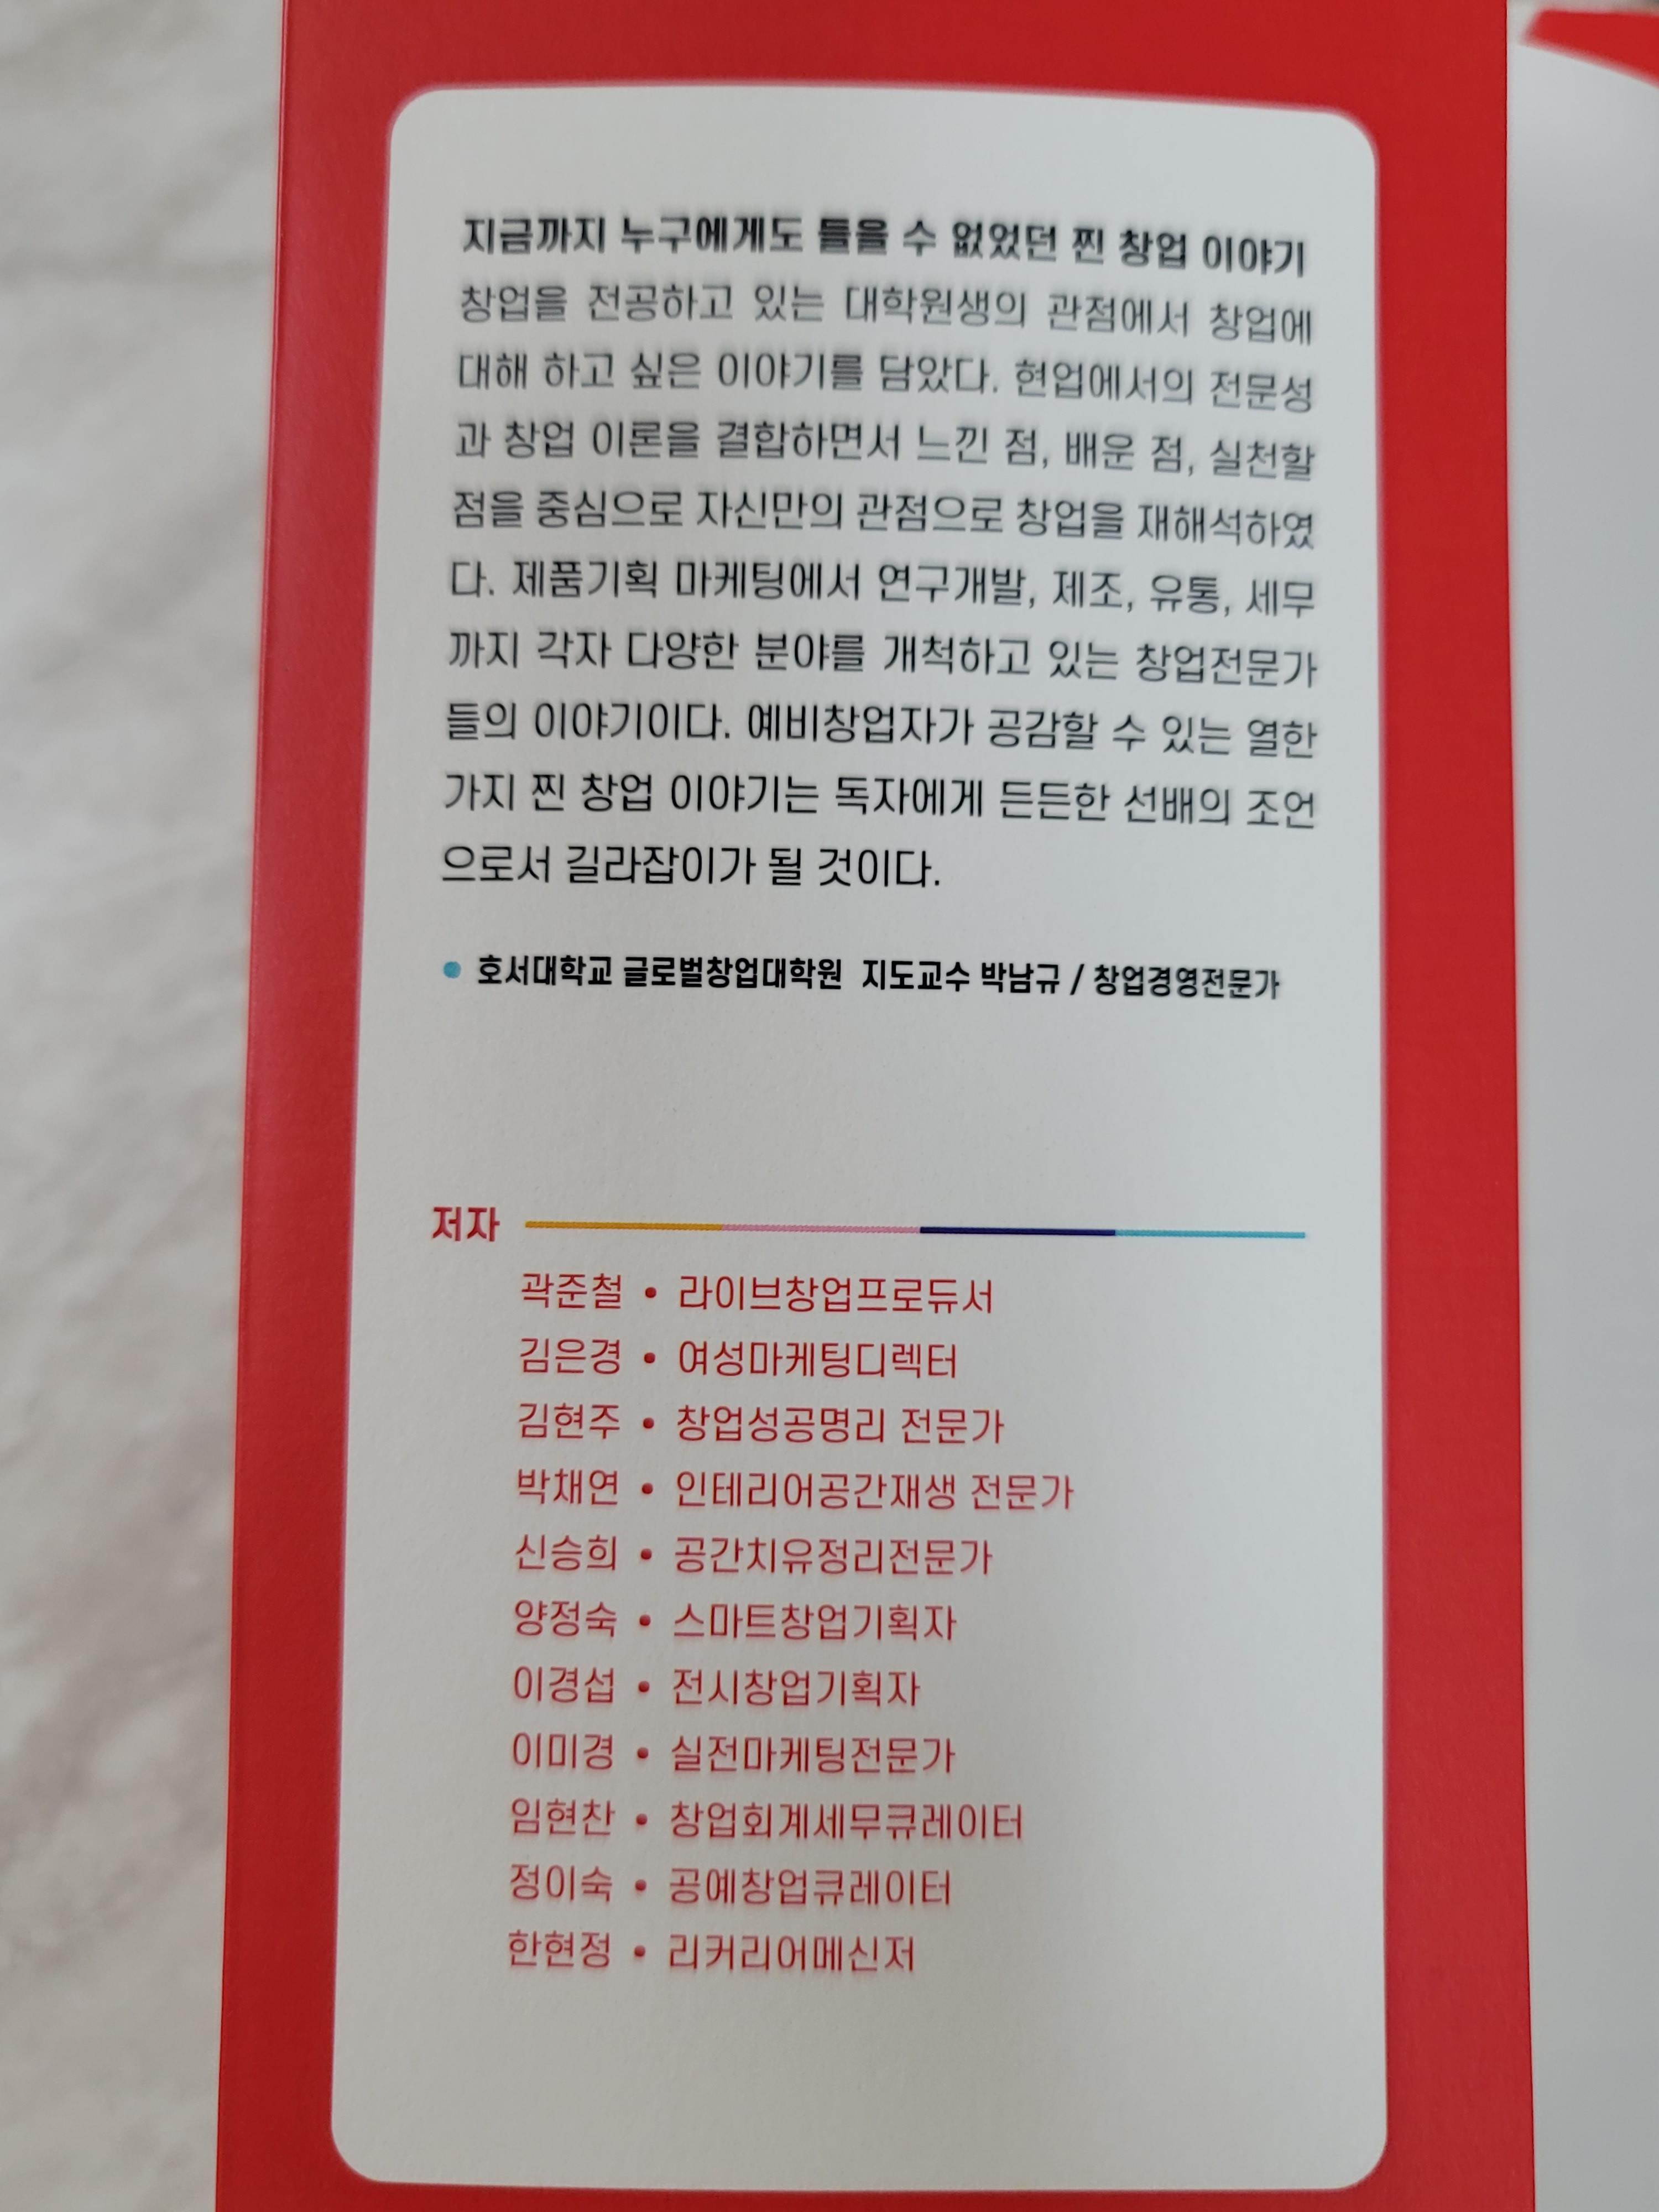 지금까지 누구에게도 들을 수 없었던 찐 창업 이야기
창업을 전공하고 있는 대학원생의 관점에서 창업에
대해 하고 싶은 이야기를 담았다. 현업에서의 전문성
과 창업 이론을 결합하면서 느낀 점, 배운 점, 실천할
점을 중심으로 자신만의 관점으로 창업을 재해석하였
다. 제품기획 마케팅에서 연구개발, 제조, 유통, 세무
까지 각자 다양한 분야를 개척하고 있는 창업전문가
들의 이야기이다. 예비창업자가 공감할 수 있는 열한
가지 찐 창업 이야기는 독자에게 든든한 선배의 조언
으로서 길라잡이가 될 것이다.
• 호서대학교 글로벌창업대학원 지도교수 박남규 / 창업경영전문가
저자
곽준철 • 라이브창업프로듀서
김은경 • 여성마케팅디렉터
김현주 • 창업성공명리 전문가
박채연 • 인테리어공간재생 전문가
신승희 • 공간치유정리전문가
양정숙 • 스마트창업기획자
이경섭 • 전시창업기획자
이미경 • 실전마케팅전문가
임현찬 • 창업회계세무큐레이터
정이숙 • 공예창업큐레이터
한현정 • 리커리어메신저